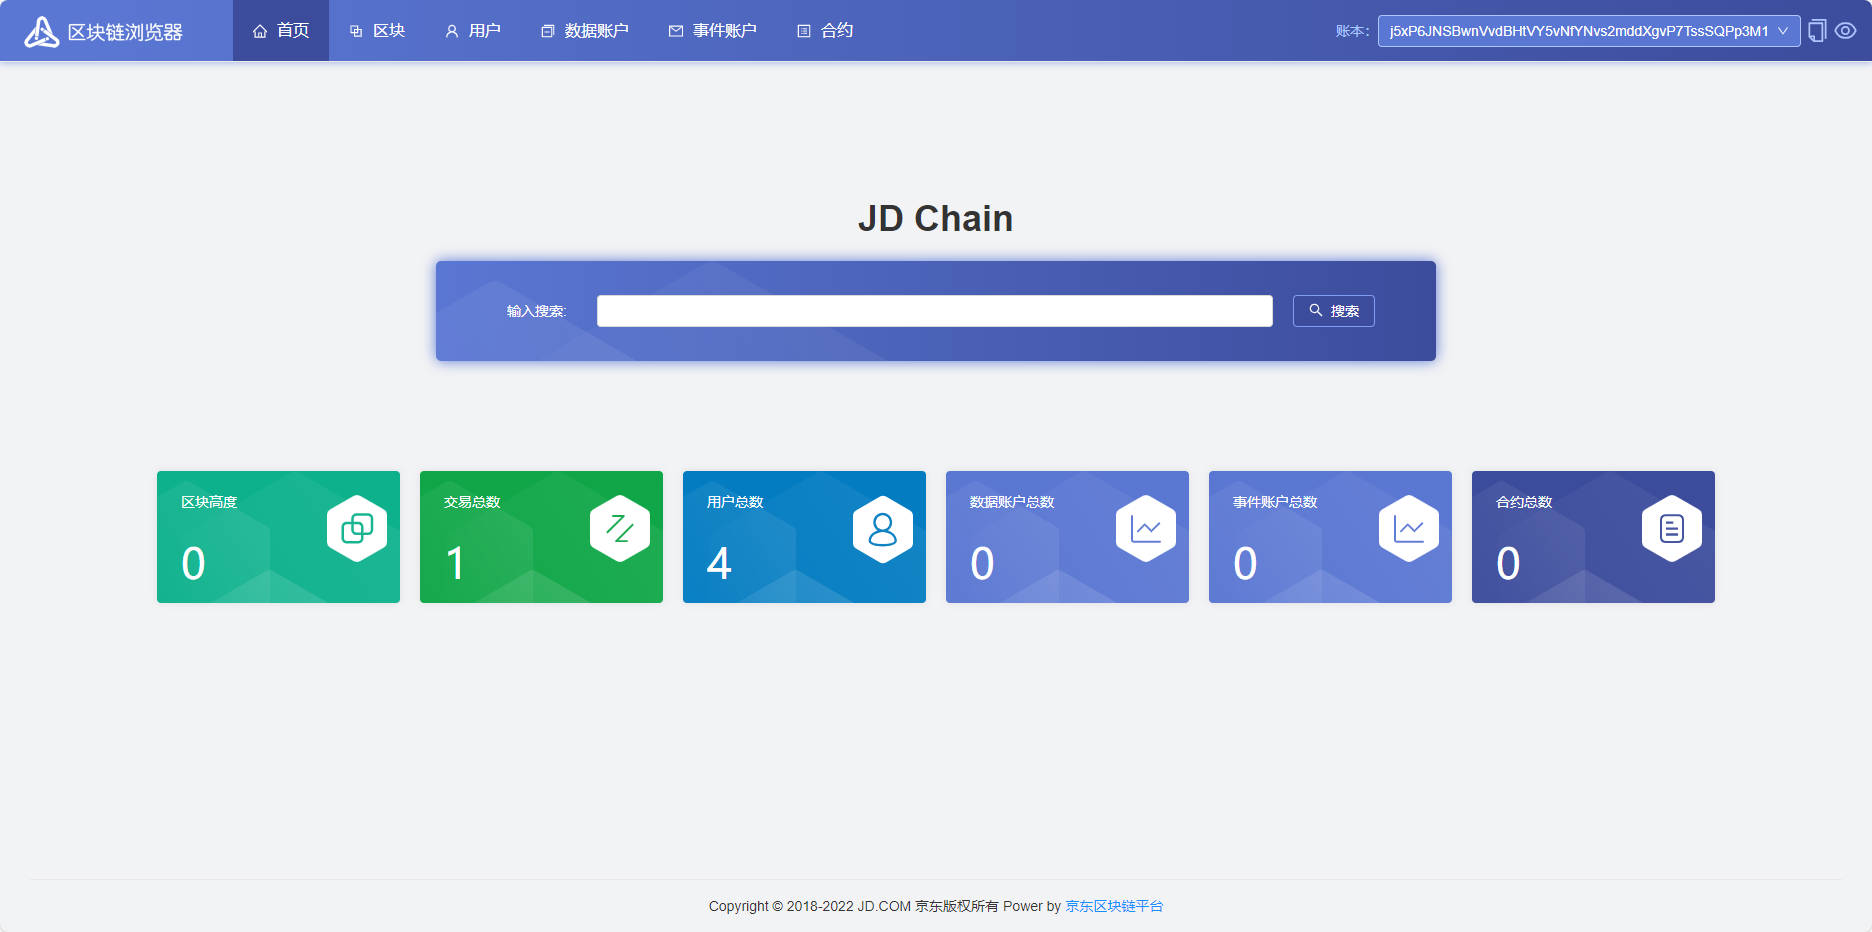 区块链浏览器 首页 区块 用户 数据账户 事件账户 合约 账本: j5xP6JNSBwnVvdBHtVY5vNfYNvs2mddXgvP7TssSQPp3M1
JD Chain
输入搜索: 搜索
区块高度 交易总数 用户总数 数据账户总数 事件账户总数 合约总数
0 1 4 0 0 0
Copyright © 2018-2022 JD.COM 京东版权所有 Power by 京东区块链平台